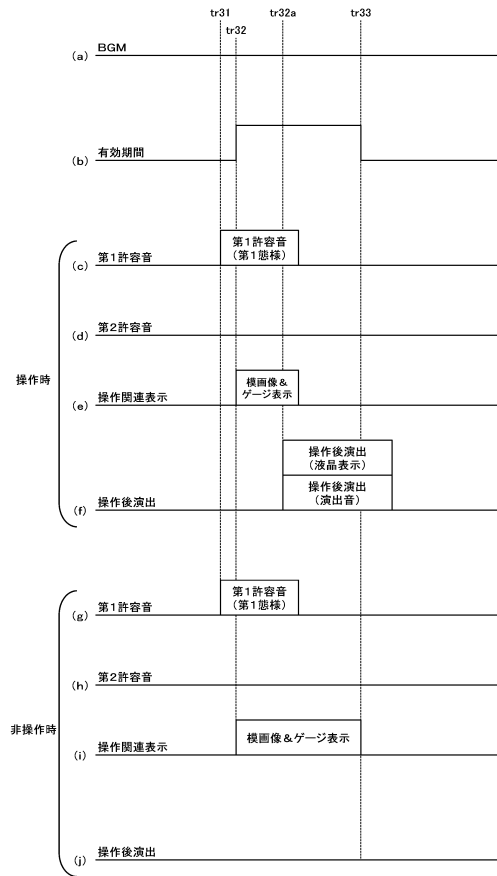 tr31 tr32a tr33
tr32
BGM
(a)
有効期間
(b)
操作時
第1許容音
(第1態様)
第1許容音
(c)
第2許容音
(d)
模画像＆
ゲージ表示
操作関連表示
(e)
操作後演出
(液晶表示)
操作後演出
(演出音)
操作後演出
(f)
非操作時
第1許容音
(第1態様)
第1許容音
(g)
第2許容音
(h)
模画像＆ゲージ表示
操作関連表示
(i)
操作後演出
(j)